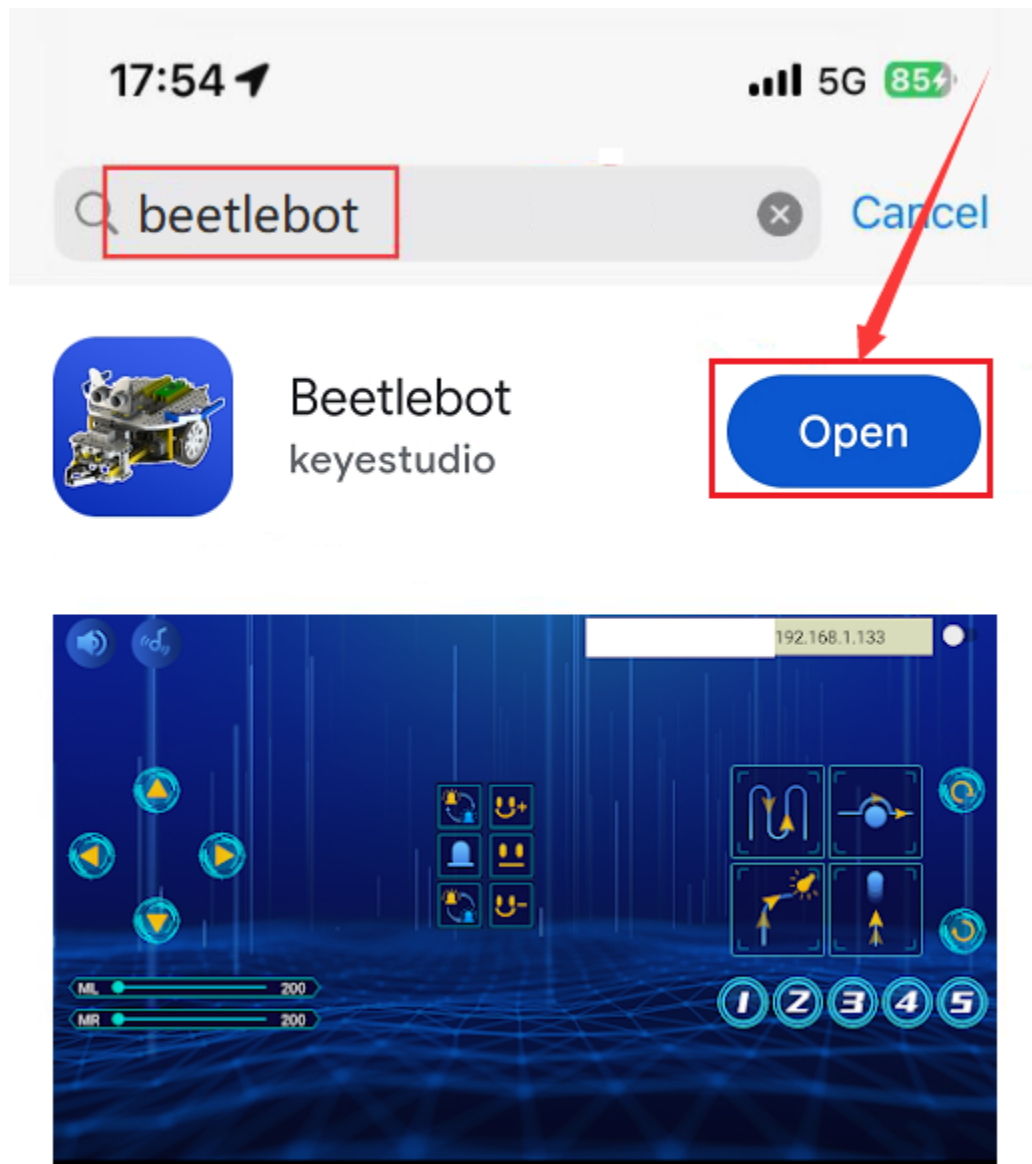 17:54 5G 85
beetlebot Cancel
Beetlebot
keyestudio
Open
192.168.1.133
ML 200
MR 200
1 2 3 4 5